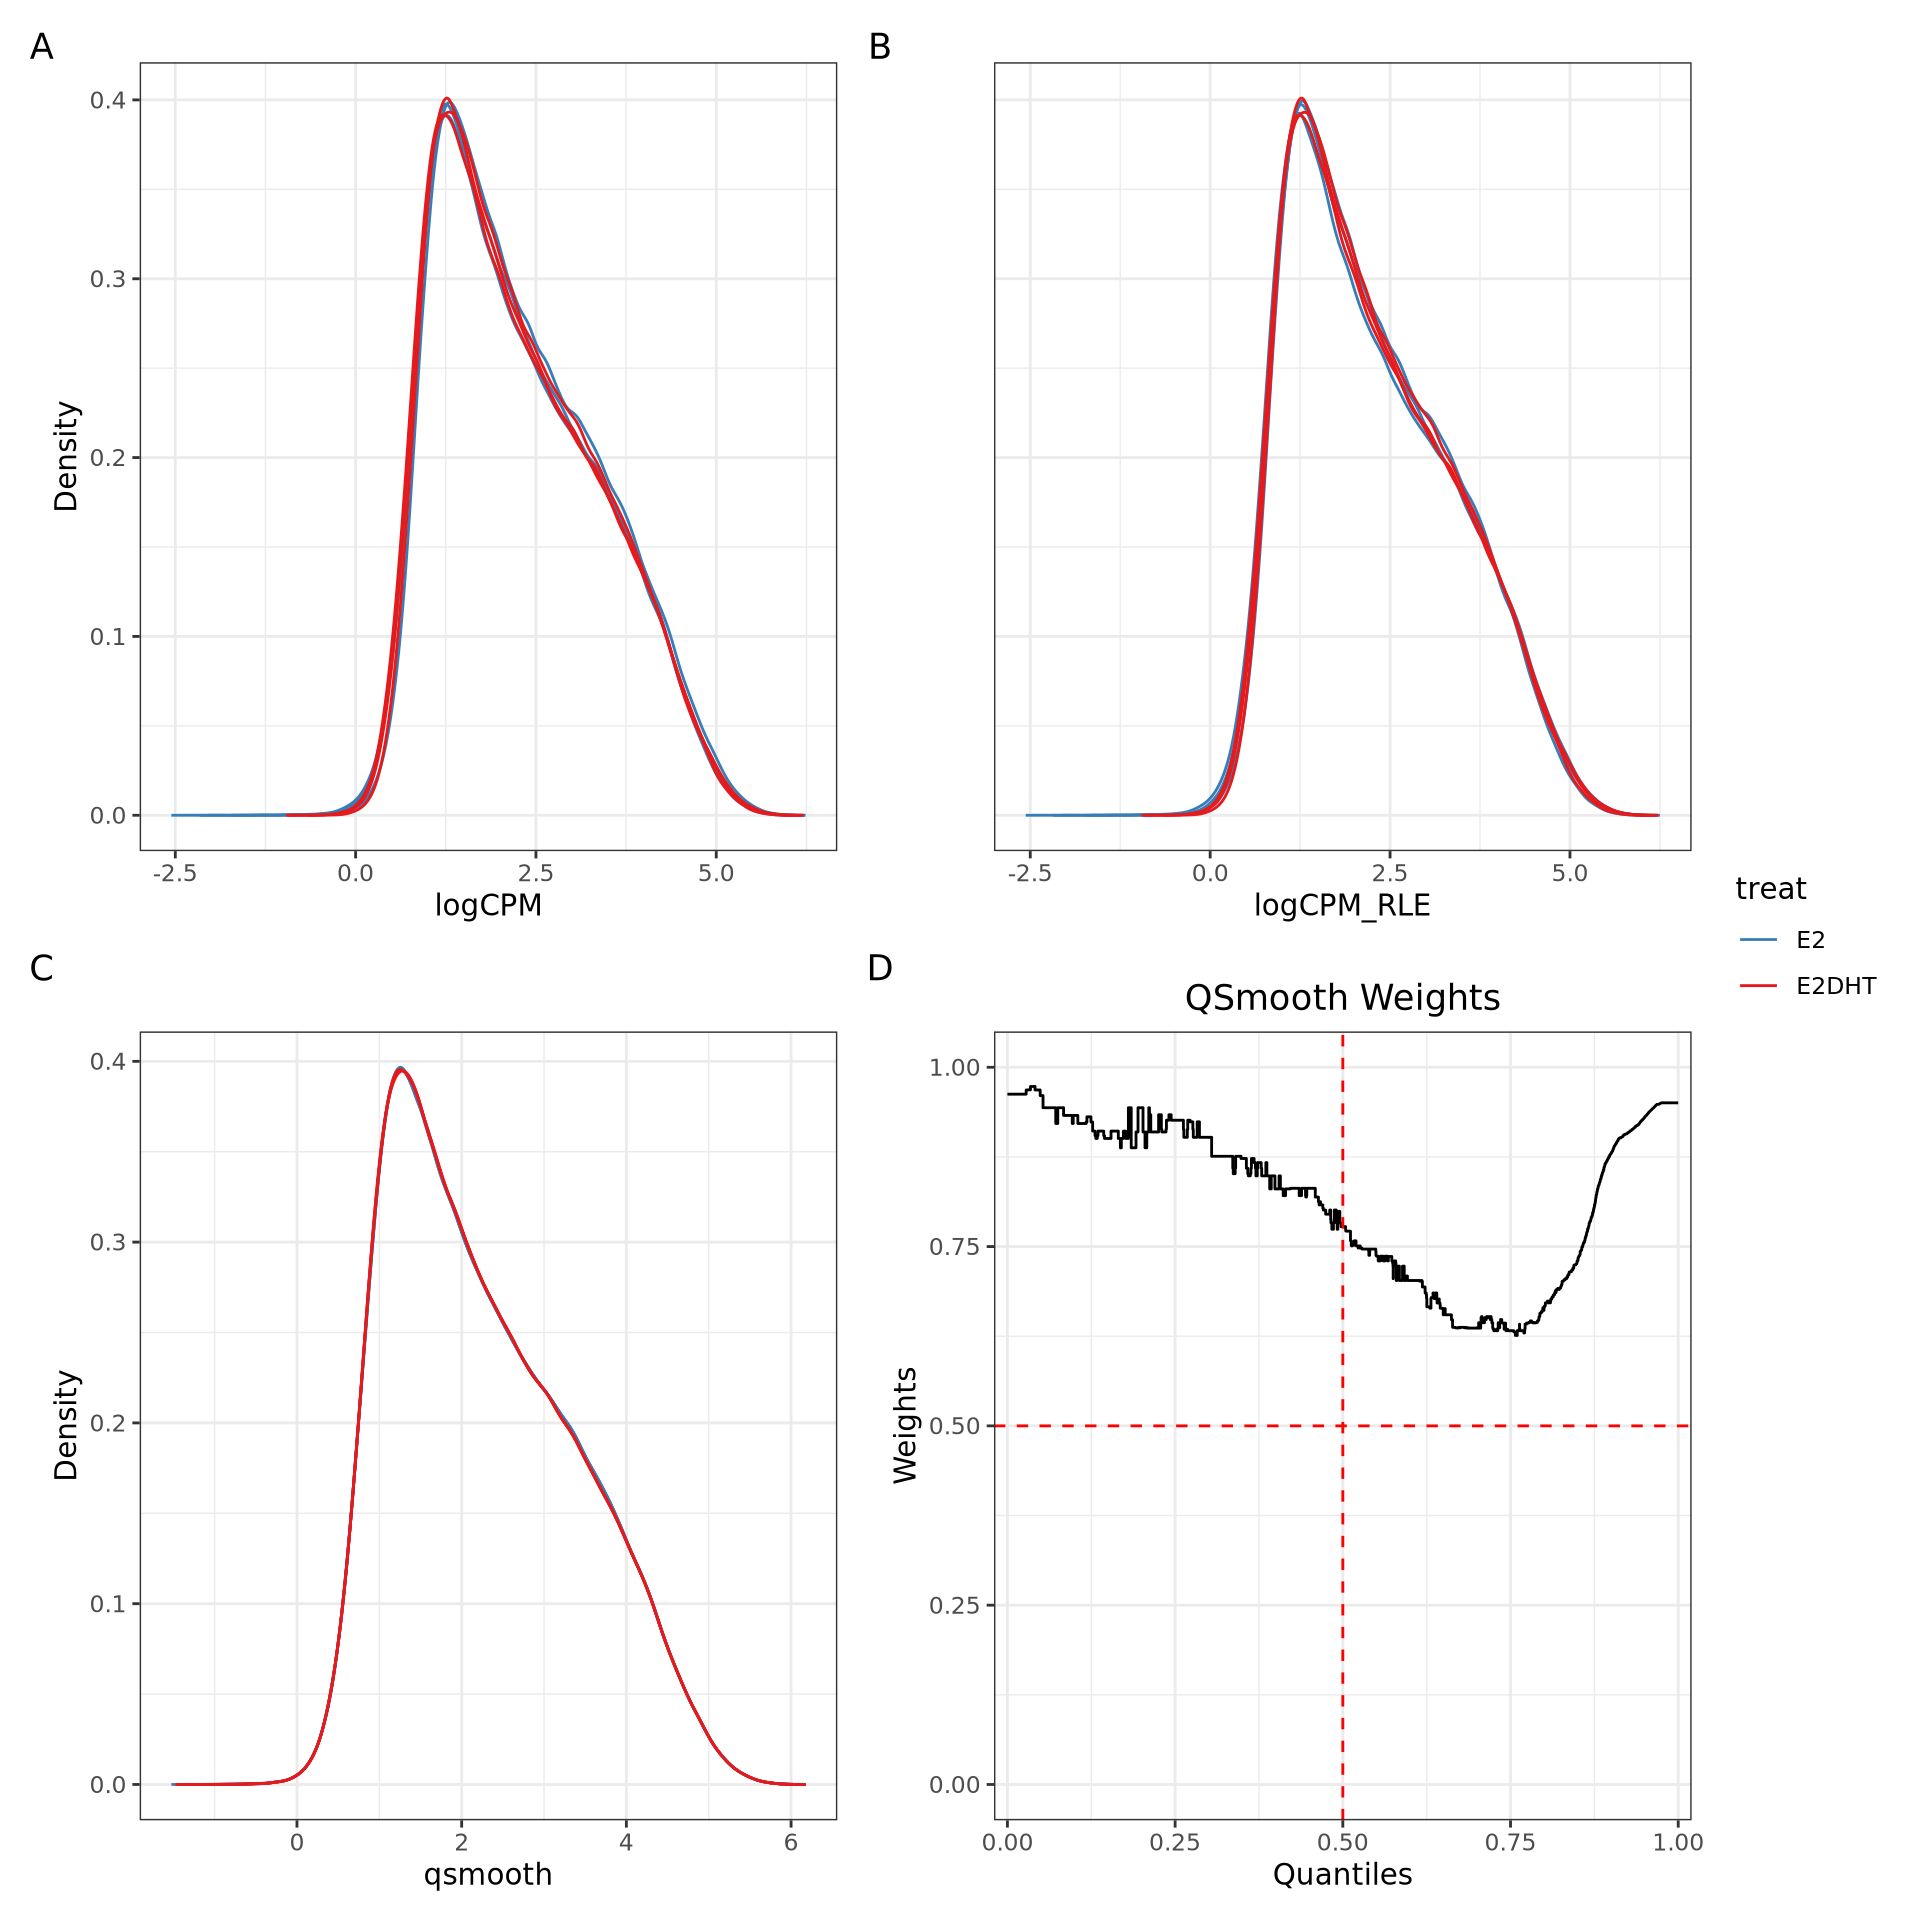 A
0.4
0.3
0.2
0.1
0.0
Density
-2.5 0.0 2.5 5.0
logCPM
B
-2.5 0.0 2.5 5.0
logCPM_RLE
treat
E2
E2DHT
C
0.4
0.3
0.2
0.1
0.0
Density
0 2 4 6
qsmooth
D
QSmooth Weights
1.00
0.75
0.50
0.25
0.00
Weights
0.00 0.25 0.50 0.75 1.00
Quantiles